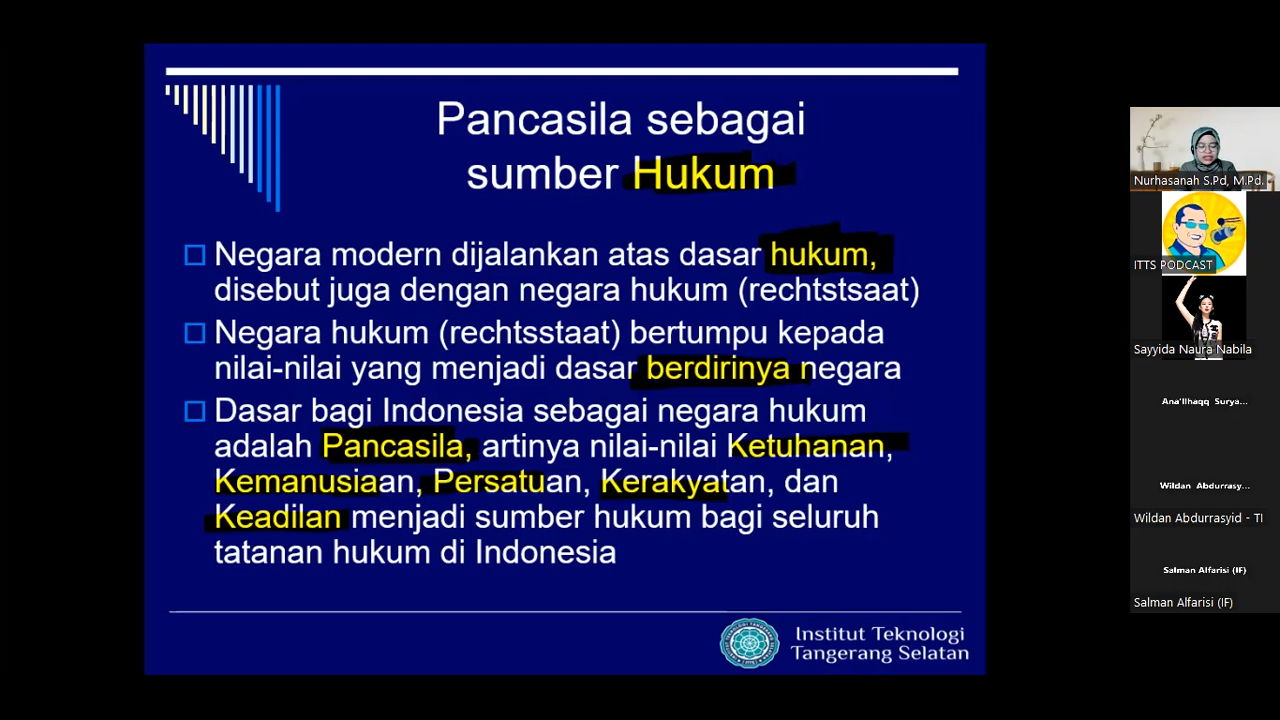 Pancasila sebagai
sumber Hukum
Negara modern dijalankan atas dasar hukum,
disebut juga dengan negara hukum (rechtstsaat)
Negara hukum (rechtsstaat) bertumpu kepada
nilai-nilai yang menjadi dasar berdirinya negara
Dasar bagi Indonesia sebagai negara hukum
adalah Pancasila, artinya nilai-nilai Ketuhanan,
Kemanusiaan, Persatuan, Kerakyatan, dan
Keadilan menjadi sumber hukum bagi seluruh
tatanan hukum di Indonesia
Institut Teknologi
Tangerang Selatan
Nurhasanah S.Pd, M.Pd.
ITTS PODCAST
Sayyida Naura Nabila
Ana'llhaqq Surya...
Wildan Abdurrasy...
Wildan Abdurrasyid - TI
Salman Alfarisi (IF)
Salman Alfarisi (IF)